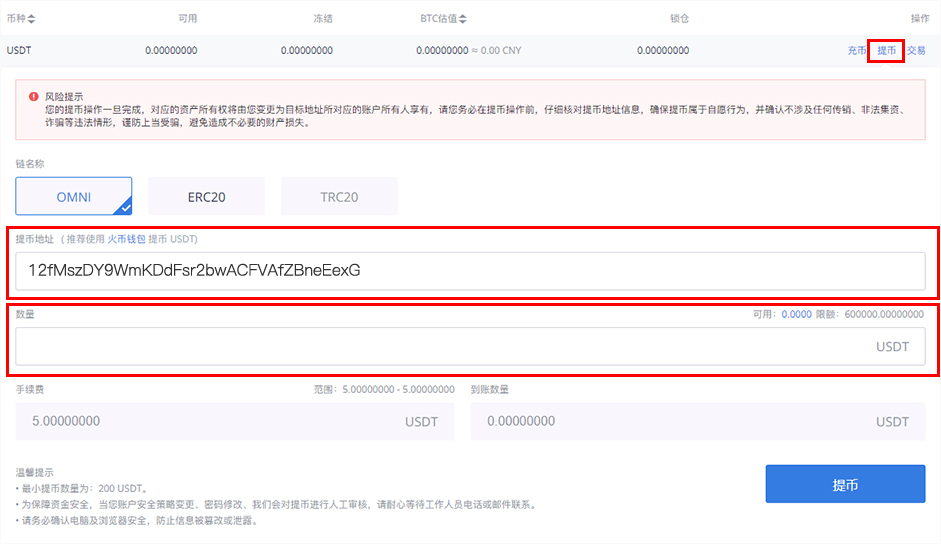 币种 可用 冻结 BTC估值 锁仓 操作
USDT 0.00000000 0.00000000 0.00000000 ≈ 0.00 CNY 0.00000000 充币 提币 交易
风险提示
您的提币操作一旦完成，对应的资产所有权将由您变更为目标地址所对应的账户所有人享有，请您务必在提币操作前，仔细核对提币地址信息，确保提币属于自愿行为，并确认不涉及任何传销、非法集资、
诈骗等违法情形，谨防上当受骗，避免造成不必要的财产损失。
链名称
OMNI ERC20 TRC20
提币地址 （ 推荐使用 火币钱包 提币 USDT)
12fMszDY9WmKDdFsr2bwACFVAfZBneEexG
数量 可用： 0.0000 限额： 600000.00000000
USDT
手续费 范围： 5.00000000 - 5.00000000 到账数量
5.00000000 USDT 0.00000000 USDT
温馨提示
• 最小提币数量为：200 USDT。
• 为保障资金安全，当您账户安全策略变更、密码修改、我们会对提币进行人工审核，请耐心等待工作人员电话或邮件联系。
• 请务必确认电脑及浏览器安全，防止信息被篡改或泄露。
提币